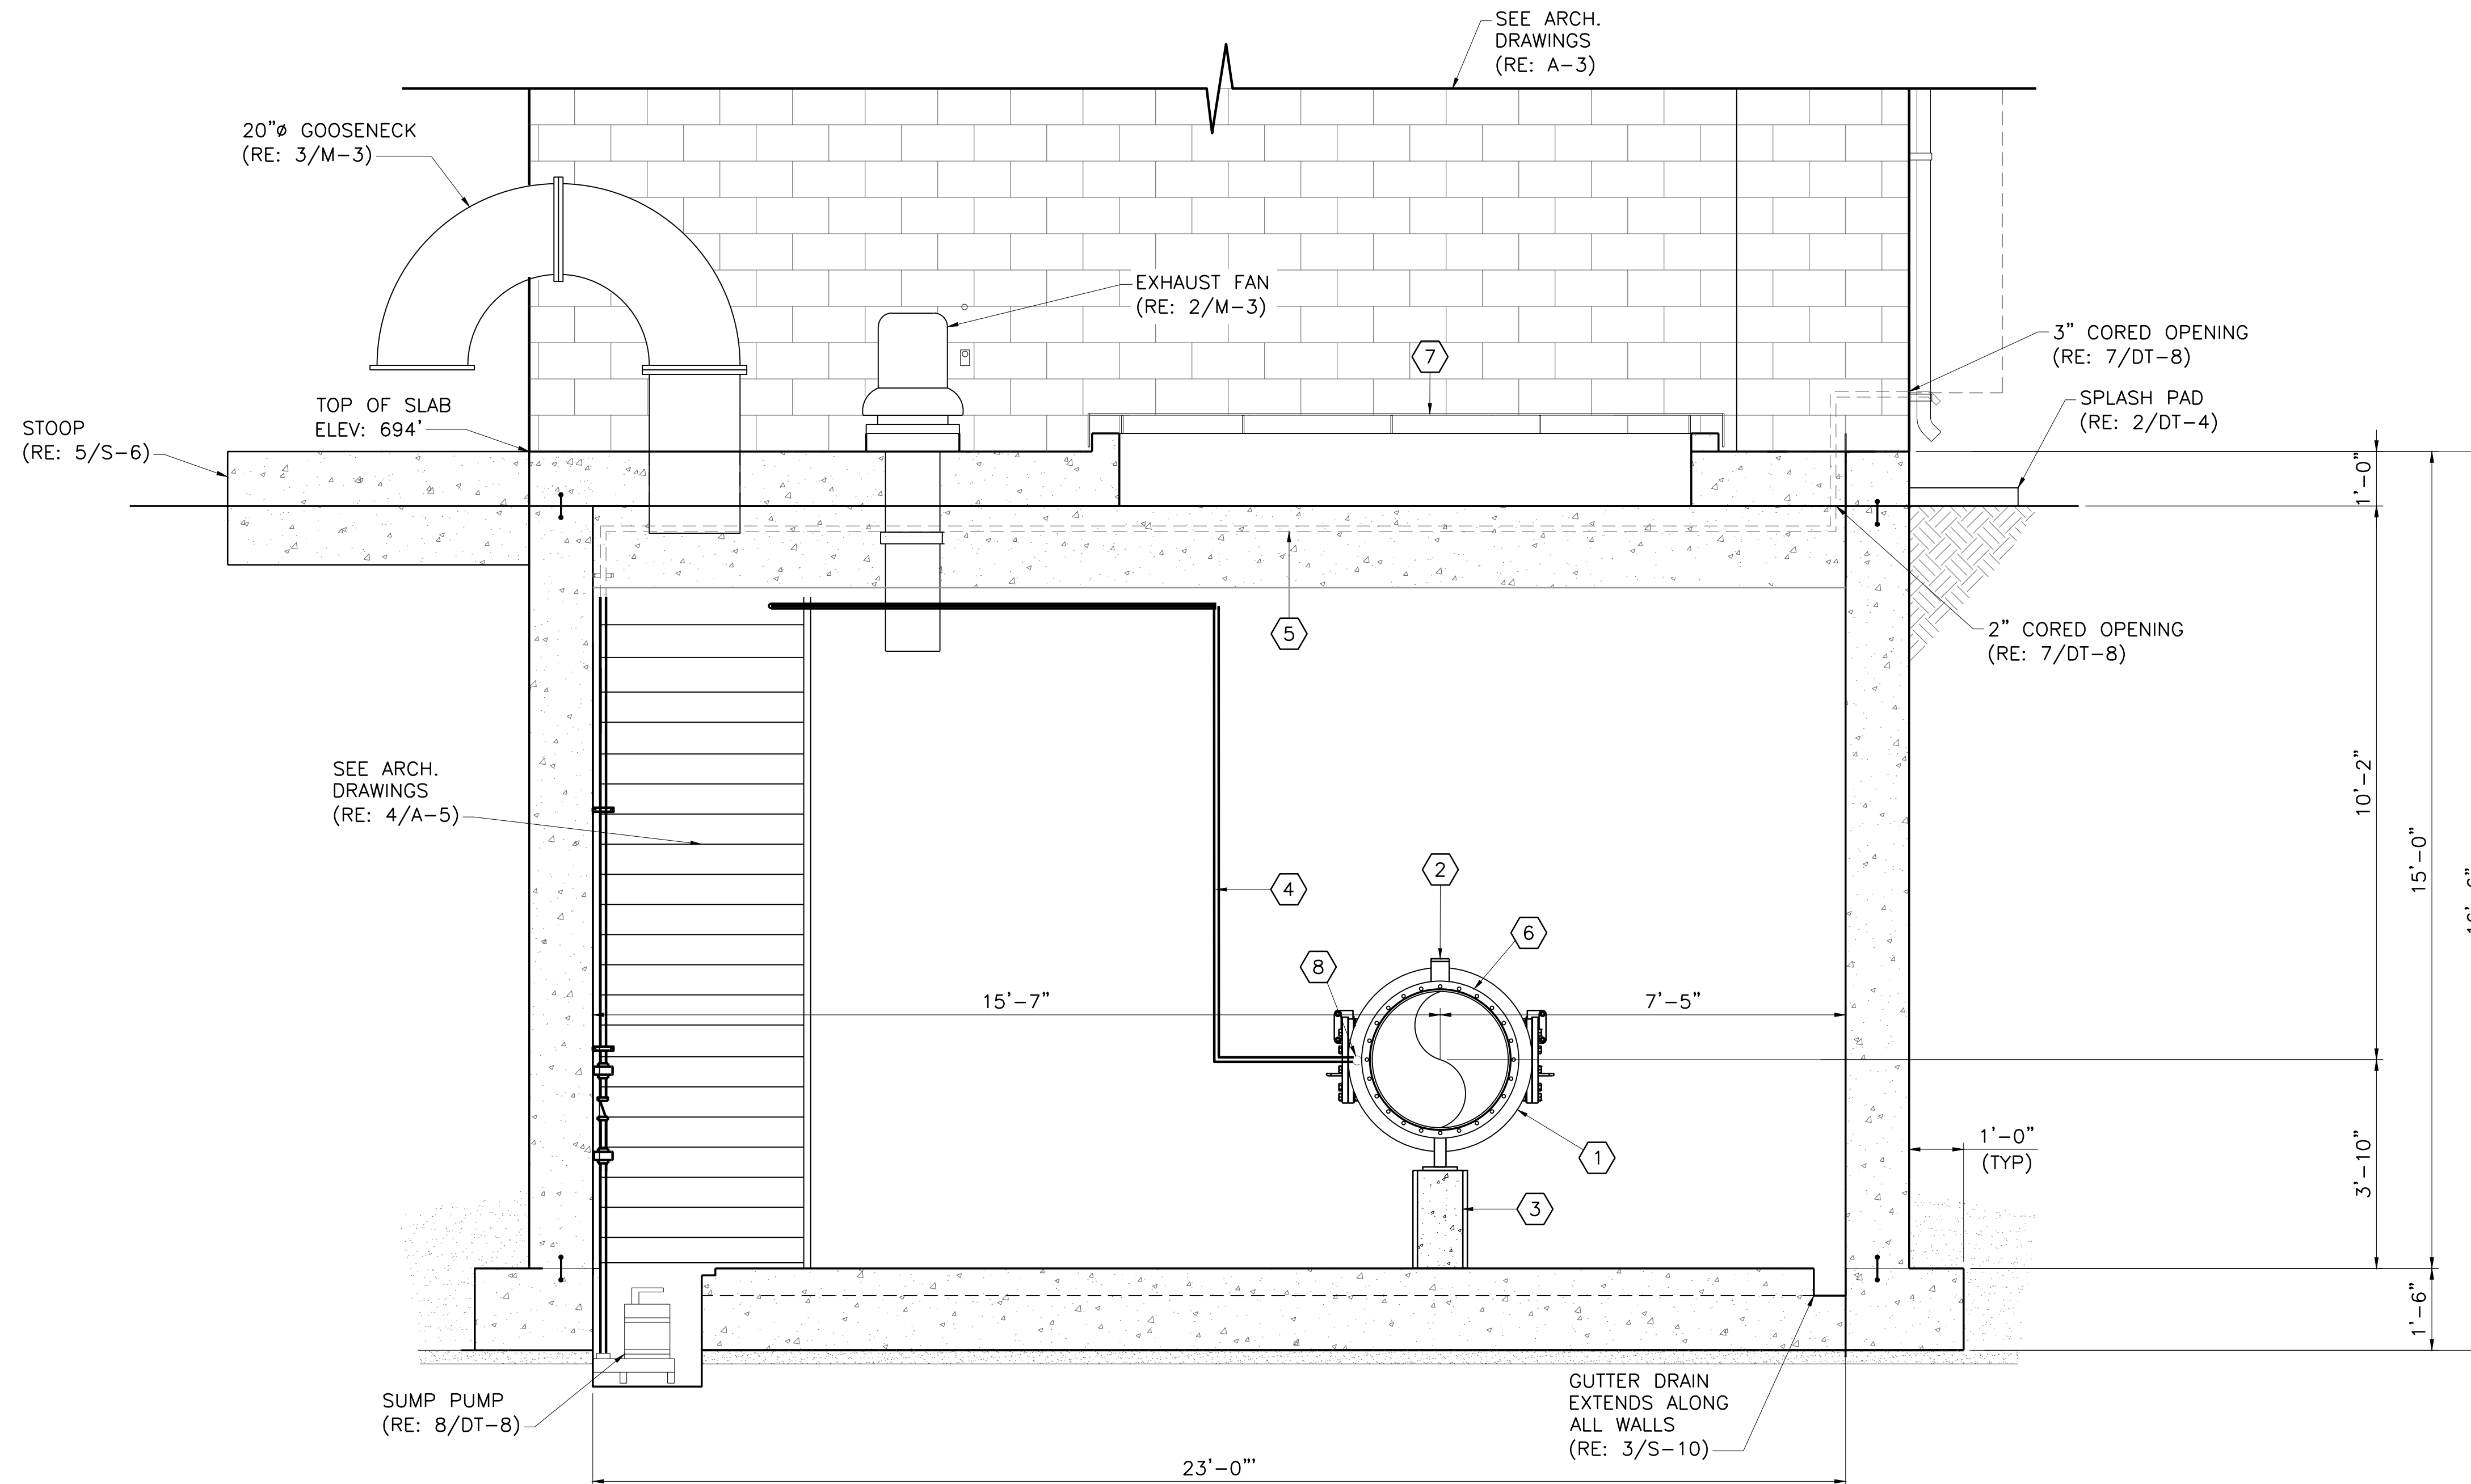 SEE ARCH.
DRAWINGS
(RE: A-3)
20"ø GOOSENECK
(RE: 3/M-3)
EXHAUST FAN
(RE: 2/M-3)
3" CORED OPENING
(RE: 7/DT-8)
7
TOP OF SLAB
ELEV: 694'
SPLASH PAD
(RE: 2/DT-4)
STOOP
(RE: 5/S-6)
1'-0"
5
2" CORED OPENING
(RE: 7/DT-8)
SEE ARCH.
DRAWINGS
(RE: 4/A-5)
10'-2"
15'-0"
4
2
6
8
15'-7"
7'-5"
1
1'-0"
(TYP)
3'-10"
3
1'-6"
SUMP PUMP
(RE: 8/DT-8)
GUTTER DRAIN
EXTENDS ALONG
ALL WALLS
(RE: 3/S-10)
23'-0"'